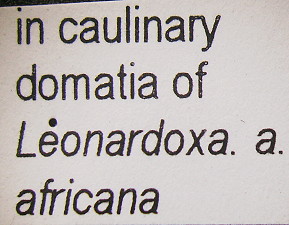 in caulinary
domatia of
Leonardoxa. a.
africana